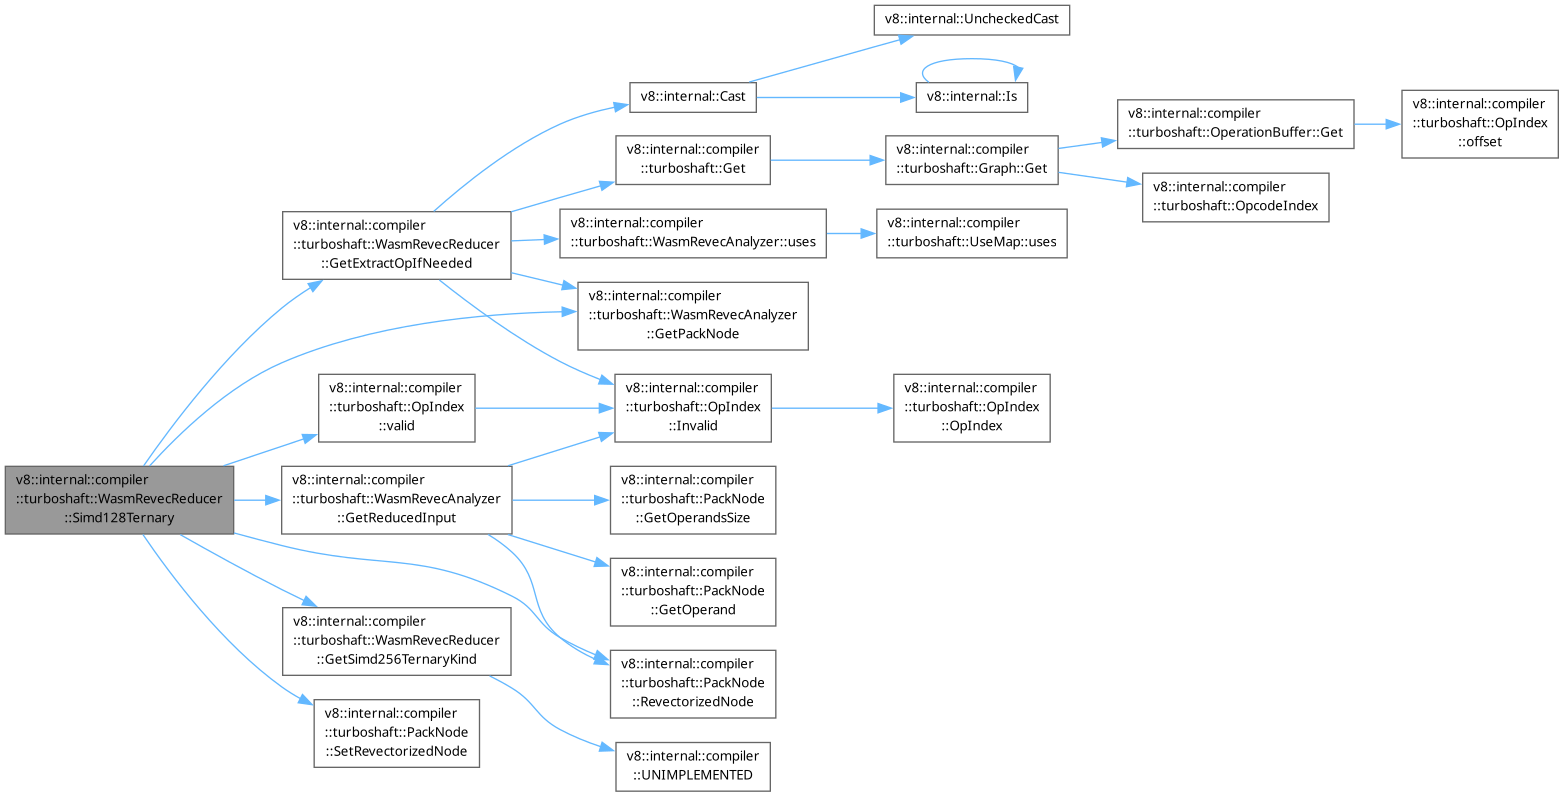 v8::internal::UncheckedCast
v8::internal::Cast
v8::internal::Is
v8::internal::compiler
::turboshaft::OpIndex
::offset
v8::internal::compiler
::turboshaft::OperationBuffer::Get
v8::internal::compiler
::turboshaft::Get
v8::internal::compiler
::turboshaft::Graph::Get
v8::internal::compiler
::turboshaft::OpcodeIndex
v8::internal::compiler
::turboshaft::WasmRevecReducer
::GetExtractOpIfNeeded
v8::internal::compiler
::turboshaft::WasmRevecAnalyzer::uses
v8::internal::compiler
::turboshaft::UseMap::uses
v8::internal::compiler
::turboshaft::WasmRevecAnalyzer
::GetPackNode
v8::internal::compiler
::turboshaft::OpIndex
::valid
v8::internal::compiler
::turboshaft::OpIndex
::Invalid
v8::internal::compiler
::turboshaft::OpIndex
::OpIndex
v8::internal::compiler
::turboshaft::WasmRevecReducer
::Simd128Ternary
v8::internal::compiler
::turboshaft::WasmRevecAnalyzer
::GetReducedInput
v8::internal::compiler
::turboshaft::PackNode
::GetOperandsSize
v8::internal::compiler
::turboshaft::PackNode
::GetOperand
v8::internal::compiler
::turboshaft::WasmRevecReducer
::GetSimd256TernaryKind
v8::internal::compiler
::turboshaft::PackNode
::RevectorizedNode
v8::internal::compiler
::turboshaft::PackNode
::SetRevectorizedNode
v8::internal::compiler
::UNIMPLEMENTED